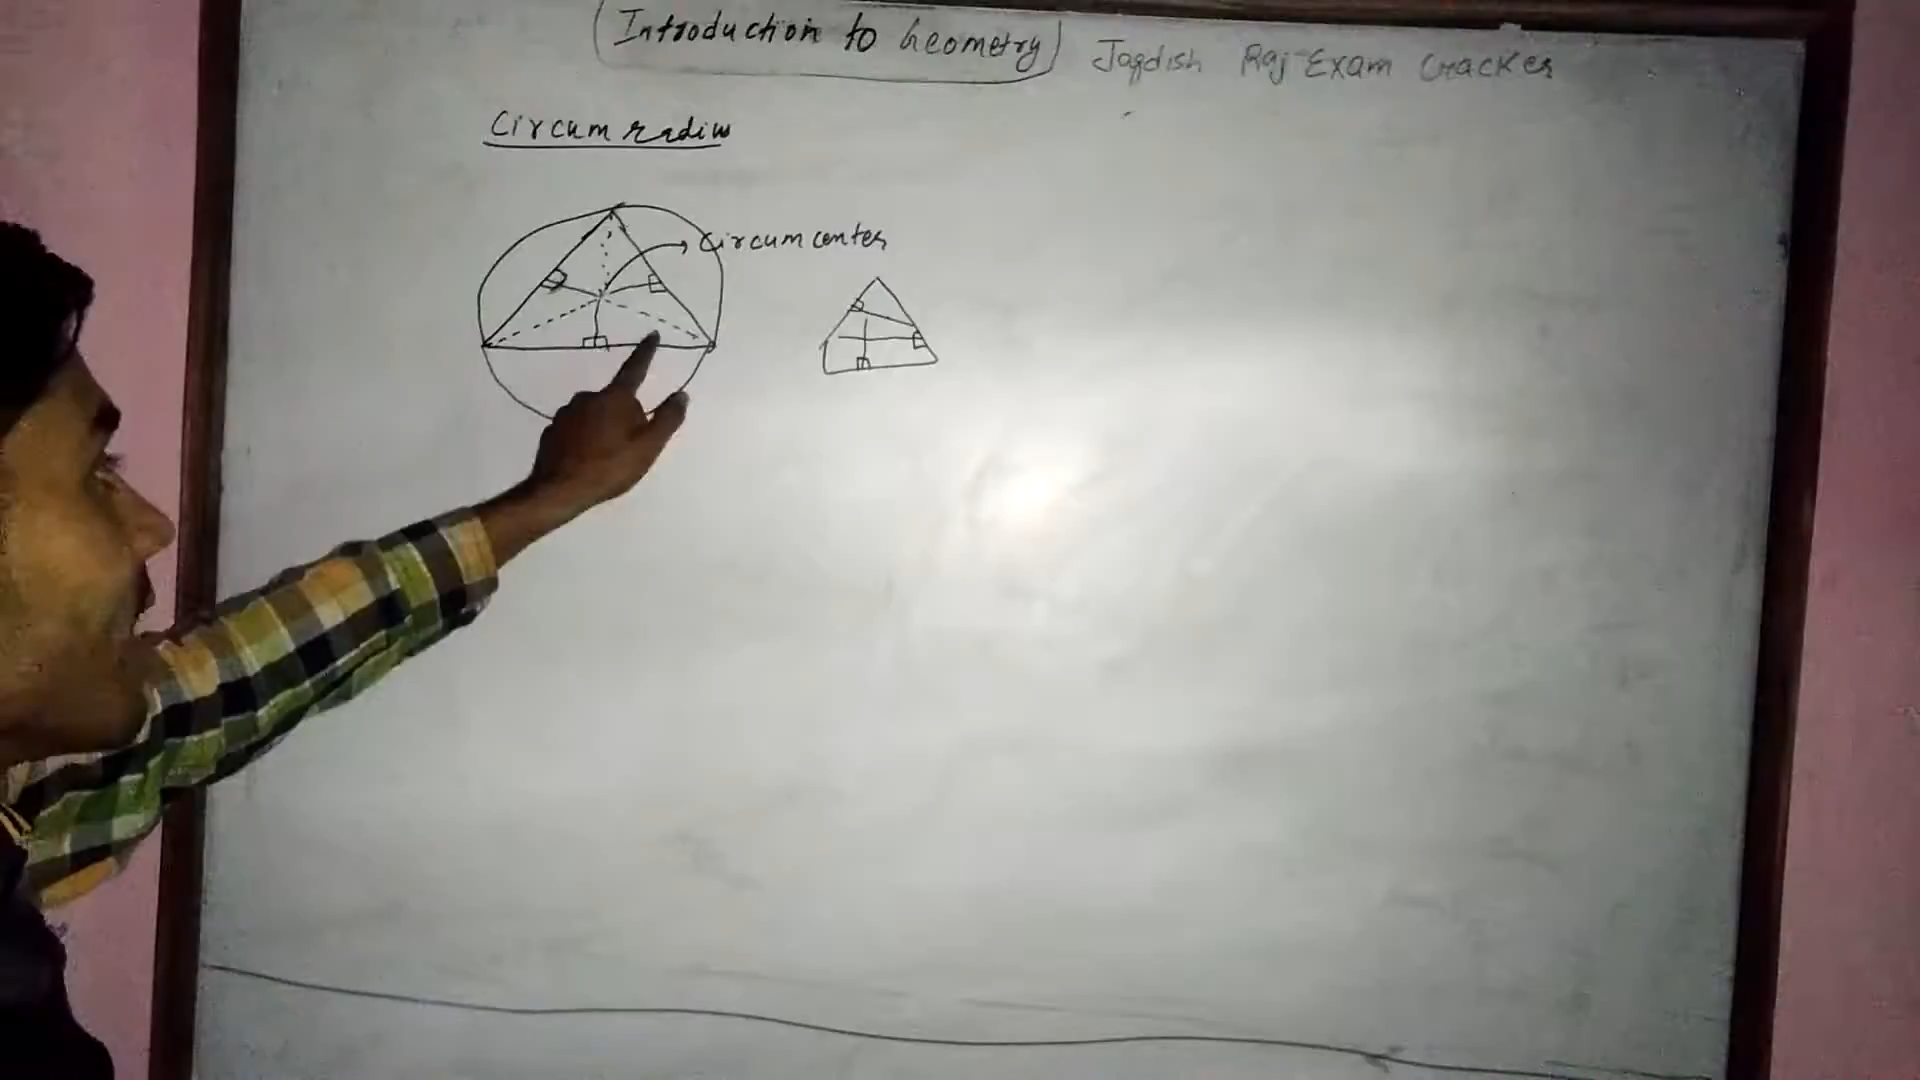 Introduction to Geometry
Jagdish Raj Exam Cracker
Circum radius
Circum center